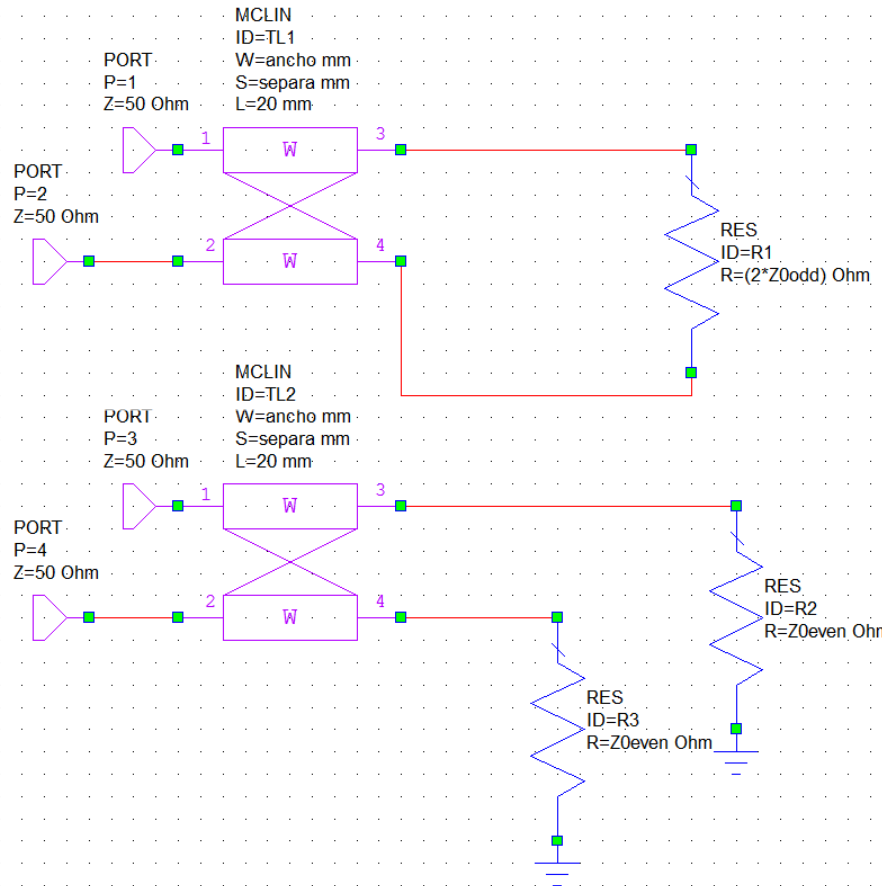 MCLIN
ID=TL1
W=ancho mm
S=separa mm
L=20 mm
PORT
P=1
Z=50 Ohm
1
W
3
PORT
P=2
Z=50 Ohm
2
W
4
RES
ID=R1
R=(2*Z0odd) Ohm
MCLIN
ID=TL2
W=ancho mm
S=separa mm
L=20 mm
PORT
P=3
Z=50 Ohm
1
W
3
PORT
P=4
Z=50 Ohm
2
W
4
RES
ID=R2
R=Z0even Ohm
RES
ID=R3
R=Z0even Ohm